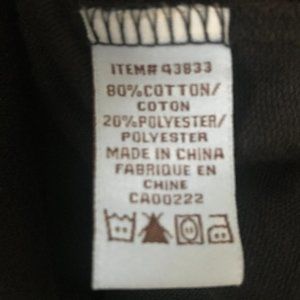 ITEM# 43833
80%COTTON/
COTON
20%POLYESTER/
POLYESTER
MADE IN CHINA
FABRIQUE EN
CHINE
CA00222